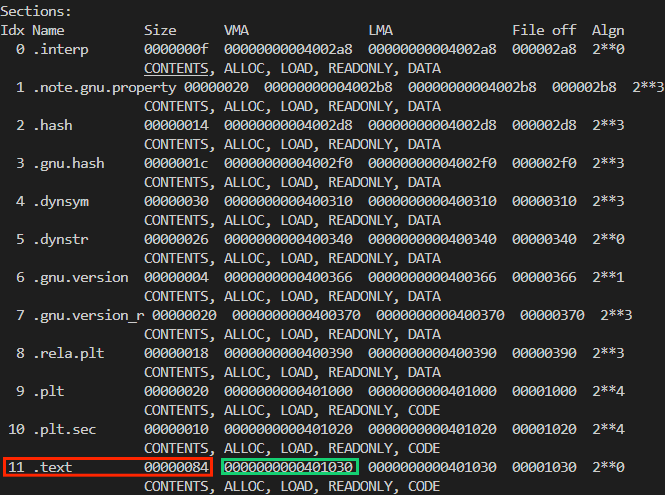 Sections:
Idx Name          Size      VMA               LMA               File off  Algn
  0 .interp       0000000f  00000000004002a8  00000000004002a8  000002a8  2**0
                  CONTENTS, ALLOC, LOAD, READONLY, DATA
  1 .note.gnu.property 00000020  00000000004002b8  00000000004002b8  000002b8  2**3
                  CONTENTS, ALLOC, LOAD, READONLY, DATA
  2 .hash         00000014  00000000004002d8  00000000004002d8  000002d8  2**3
                  CONTENTS, ALLOC, LOAD, READONLY, DATA
  3 .gnu.hash     0000001c  00000000004002f0  00000000004002f0  000002f0  2**3
                  CONTENTS, ALLOC, LOAD, READONLY, DATA
  4 .dynsym       00000030  0000000000400310  0000000000400310  00000310  2**3
                  CONTENTS, ALLOC, LOAD, READONLY, DATA
  5 .dynstr       00000026  0000000000400340  0000000000400340  00000340  2**0
                  CONTENTS, ALLOC, LOAD, READONLY, DATA
  6 .gnu.version  00000004  0000000000400366  0000000000400366  00000366  2**1
                  CONTENTS, ALLOC, LOAD, READONLY, DATA
  7 .gnu.version_r 00000020  0000000000400370  0000000000400370  00000370  2**3
                  CONTENTS, ALLOC, LOAD, READONLY, DATA
  8 .rela.plt     00000018  0000000000400390  0000000000400390  00000390  2**3
                  CONTENTS, ALLOC, LOAD, READONLY, DATA
  9 .plt          00000020  0000000000401000  0000000000401000  00001000  2**4
                  CONTENTS, ALLOC, LOAD, READONLY, CODE
 10 .plt.sec      00000010  0000000000401020  0000000000401020  00001020  2**4
                  CONTENTS, ALLOC, LOAD, READONLY, CODE
 11 .text         00000084  0000000000401030  0000000000401030  00001030  2**0
                  CONTENTS, ALLOC, LOAD, READONLY, CODE